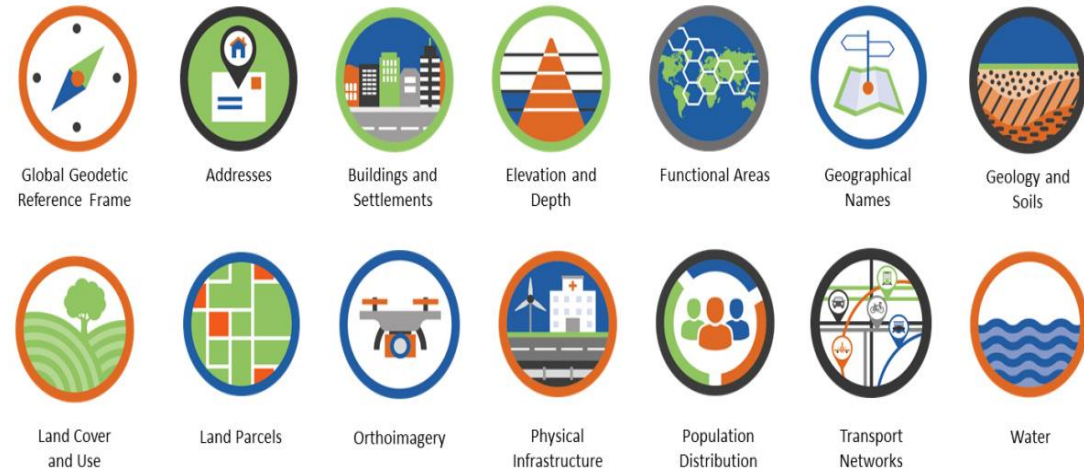 Global Geodetic
Reference Frame
Addresses
Buildings and
Settlements
Elevation and
Depth
Functional Areas
Geographical
Names
Geology and
Soils
Land Cover
and Use
Land Parcels
Orthoimagery
Physical
Infrastructure
Population
Distribution
Transport
Networks
Water